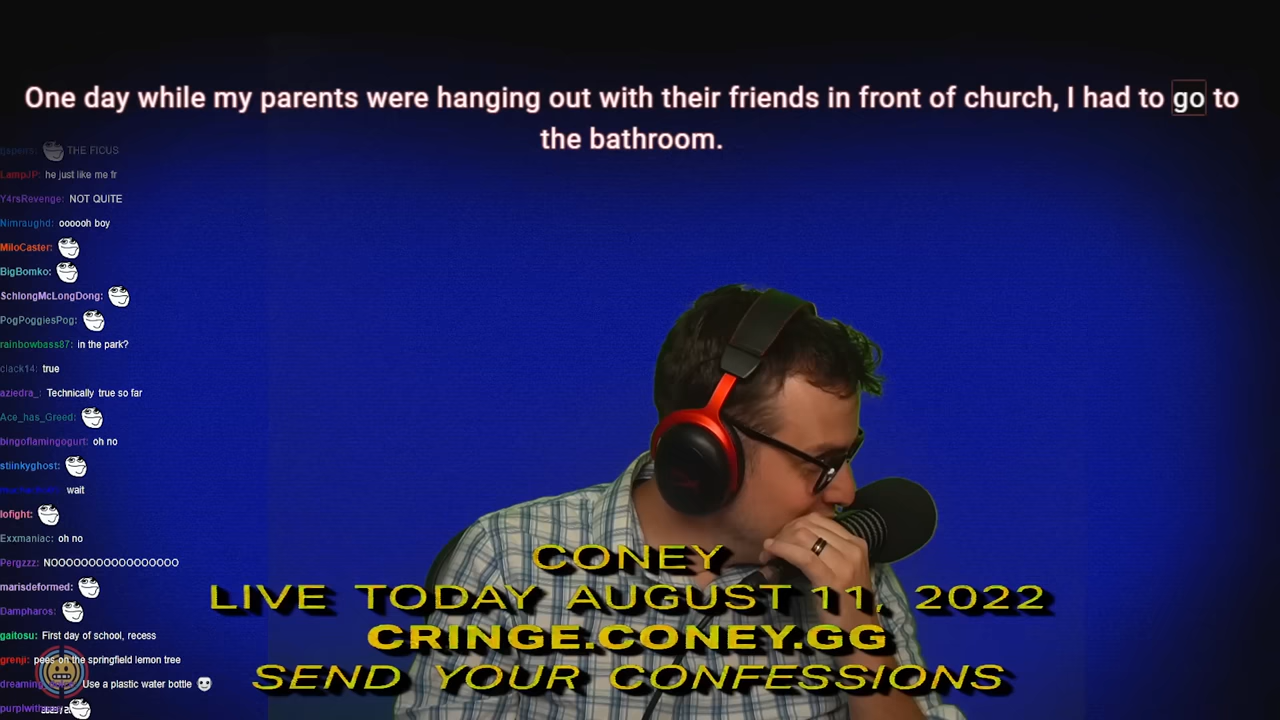 One day while my parents were hanging out with their friends in front of church, I had to go to
the bathroom.
THE FICUS
LampJP: he just like me fr
Y4rsRevenge: NOT QUITE
Nimraughd: oooooh boy
MiloCaster:
BigBomko:
SchlongMcLongDong:
PogPoggiesPog:
rainbowbass87: in the park?
clack14: true
aziedra_: Technically true so far
Ace_has_Greed:
bingoflamingogurt: oh no
stiinkyghost:
wait
lofight:
Exxmaniac: oh no
Pergzzz: NOOOOOOOOOOOOOOOOO
marisdeformed:
Dampharos:
gaitosu: First day of school, recess
grenji: pees on the springfield lemon tree
Use a plastic water bottle
CONEY
LIVE TODAY AUGUST 11, 2022
CRINGE.CONEY.GG
SEND YOUR CONFESSIONS